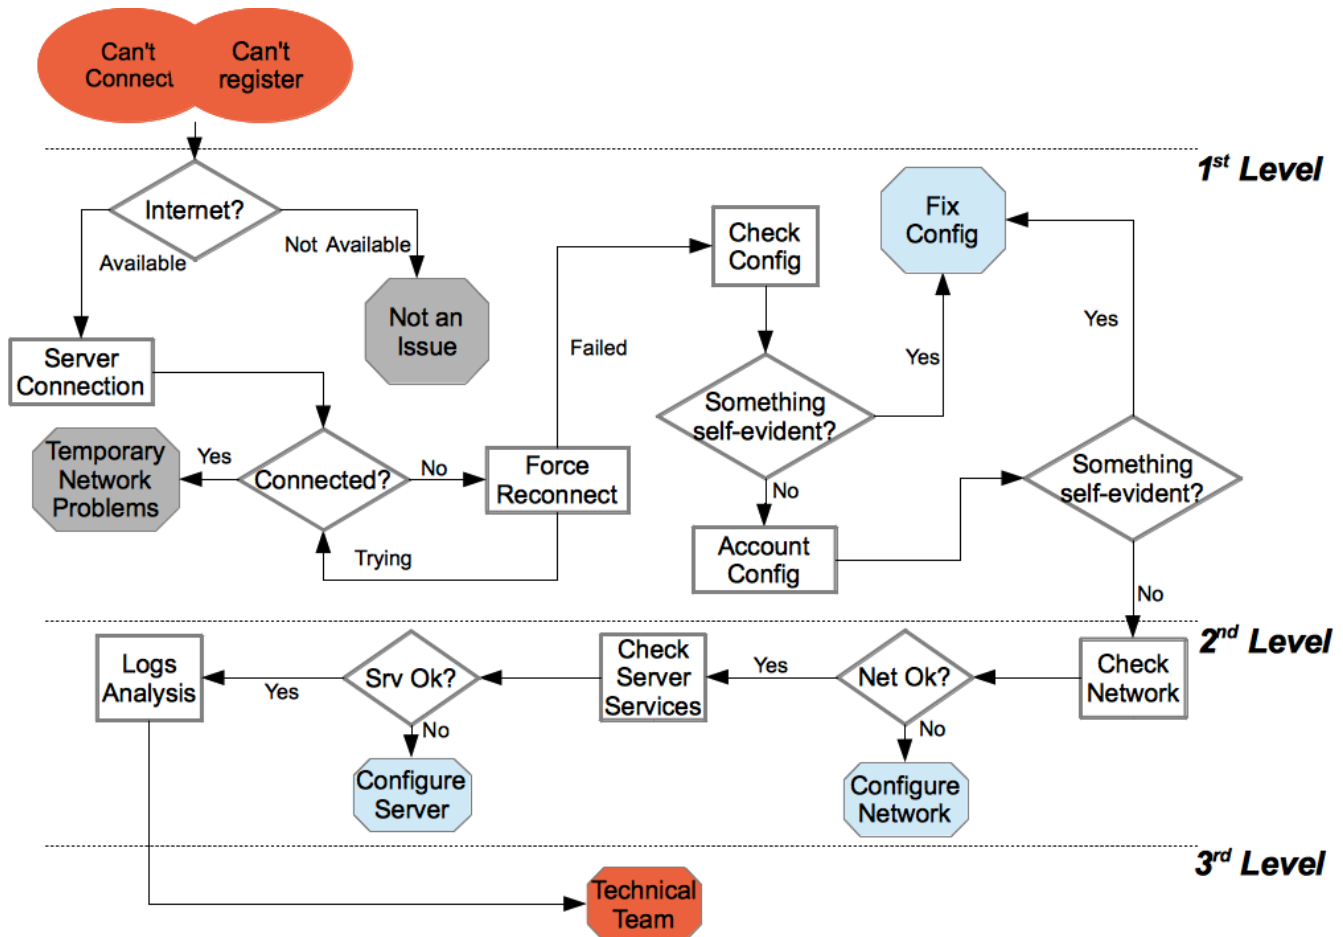 Can't
Connect
Can't
register
1st Level
Internet?
Available
Not Available
Not an
Issue
Server
Connection
Temporary
Network
Problems
Yes
Connected?
No
Force
Reconnect
Trying
Failed
Check
Config
Fix
Config
Something
self-evident?
Yes
No
Account
Config
Yes
Something
self-evident?
No
2nd Level
Check
Network
Net Ok?
Yes
No
Configure
Network
Check
Server
Services
Srv Ok?
Yes
No
Configure
Server
Logs
Analysis
3rd Level
Technical
Team